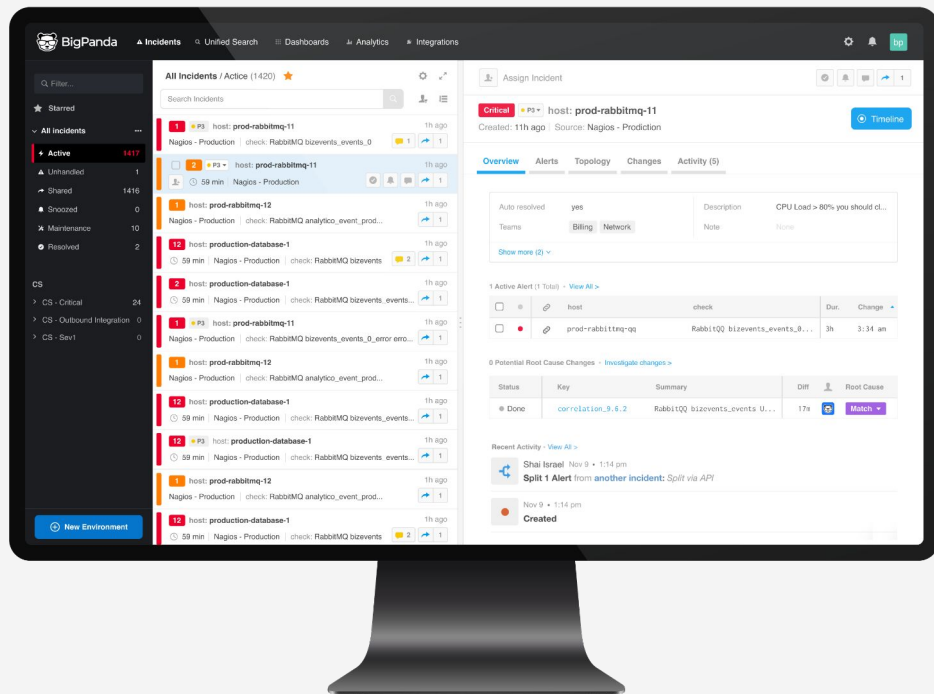 BigPanda
Incidents Unified Search Dashboards Analytics Integrations
bp
Filter...
Starred
All incidents
Active 1417
Unhandled 1
Shared 1416
Snoozed 0
Maintenance 10
Resolved 2
CS
CS - Critical 24
CS - Outbound Integration 0
CS - Sev1 0
New Environment
All Incidents / Active (1420)
Search Incidents
1 P3 host: prod-rabbitmq-11 1h ago
Nagios - Production check: RabbitMQ bizevents_events_0 1 1
2 P3 host: prod-rabbitmq-11 1h ago
59 min Nagios - Production 1
1 host: prod-rabbitmq-12 1h ago
Nagios - Production check: RabbitMQ analytico_event_prod... 1
12 host: production-database-1 1h ago
59 min Nagios - Production check: RabbitMQ bizevents 2 1
2 host: production-database-1 1h ago
59 min Nagios - Production check: RabbitMQ bizevents_events... 1
1 P3 host: prod-rabbitmq-11 1h ago
Nagios - Production check: RabbitMQ bizevents_events_0_error erro... 1
1 host: prod-rabbitmq-12 1h ago
Nagios - Production check: RabbitMQ analytico_event_prod... 1
12 host: production-database-1 1h ago
59 min Nagios - Production check: RabbitMQ bizevents_events... 1
12 P3 host: production-database-1 1h ago
59 min Nagios - Production check: RabbitMQ bizevents_events... 1
1 host: prod-rabbitmq-12 1h ago
Nagios - Production check: RabbitMQ analytico_event_prod... 1
12 host: production-database-1 1h ago
59 min Nagios - Production check: RabbitMQ bizevents 2 1
Assign Incident 1
Critical P3 host: prod-rabbitmq-11
Created: 11h ago Source: Nagios - Prodiction
Timeline
Overview Alerts Topology Changes Activity (5)
Auto resolved yes Description CPU Load > 80% you should cl...
Teams Billing Network Note None
Show more (2)
1 Active Alert (1 Total) • View All >
host check Dur. Change
prod-rabbittmq-qq RabbitQQ bizevents_events_0... 3h 3:34 am
0 Potential Root Cause Changes • Investigate changes >
Status Key Summary Diff Root Cause
Done correlation_9.6.2 RabbitQQ bizevents_events U... 17m Match
Recent Activity • View All >
Shai Israel Nov 9 • 1:14 pm
Split 1 Alert from another incident: Split via API
Nov 9 • 1:14 pm
Created